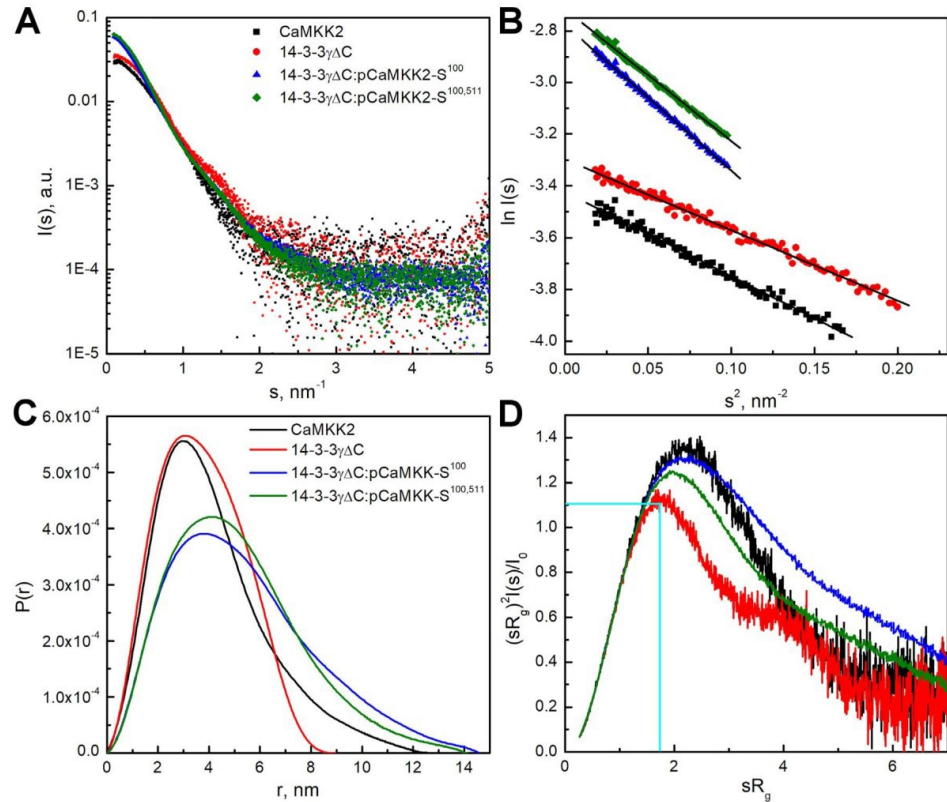 A
I(s), a.u.
0.1
0.01
1E-3
1E-4
1E-5
0
1
2
3
4
5
s, nm⁻¹
CaMKK2
14-3-3γΔC
14-3-3γΔC:pCaMKK2-S¹⁰⁰
14-3-3γΔC:pCaMKK2-S¹⁰⁰,⁵¹¹
B
ln I(s)
-2.8
-3.0
-3.2
-3.4
-3.6
-3.8
-4.0
0.00
0.05
0.10
0.15
0.20
s², nm⁻²
C
P(r)
6.0x10⁻⁴
5.0x10⁻⁴
4.0x10⁻⁴
3.0x10⁻⁴
2.0x10⁻⁴
1.0x10⁻⁴
0.0
0
2
4
6
8
10
12
14
r, nm
CaMKK2
14-3-3γΔC
14-3-3γΔC:pCaMKK-S¹⁰⁰
14-3-3γΔC:pCaMKK-S¹⁰⁰,⁵¹¹
D
(sRg)²I(s)/I₀
1.4
1.2
1.0
0.8
0.6
0.4
0.2
0.0
0
2
4
6
sRg